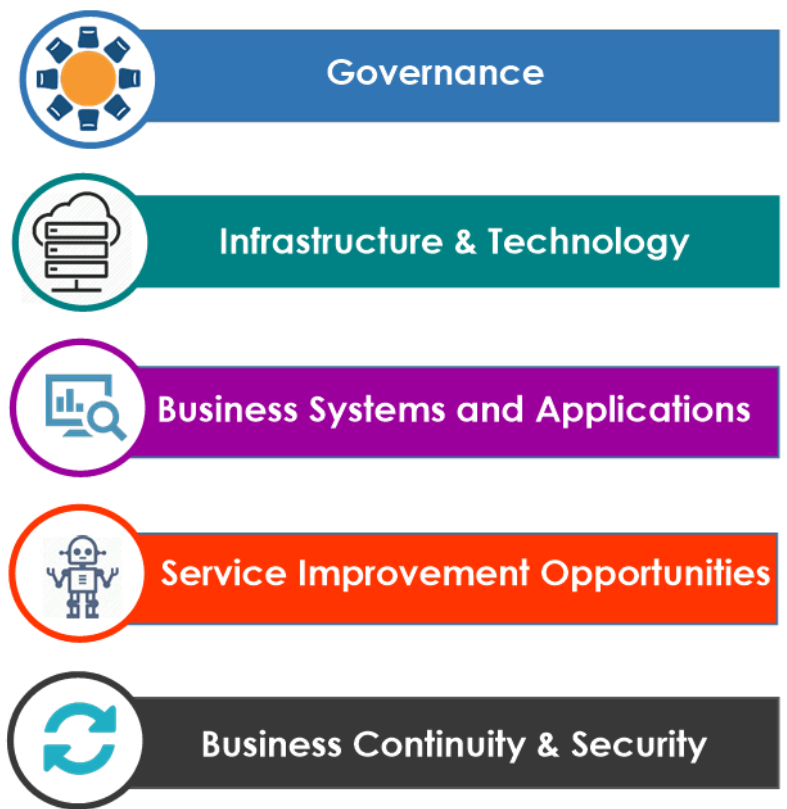 Governance
Infrastructure & Technology
Business Systems and Applications
Service Improvement Opportunities
Business Continuity & Security